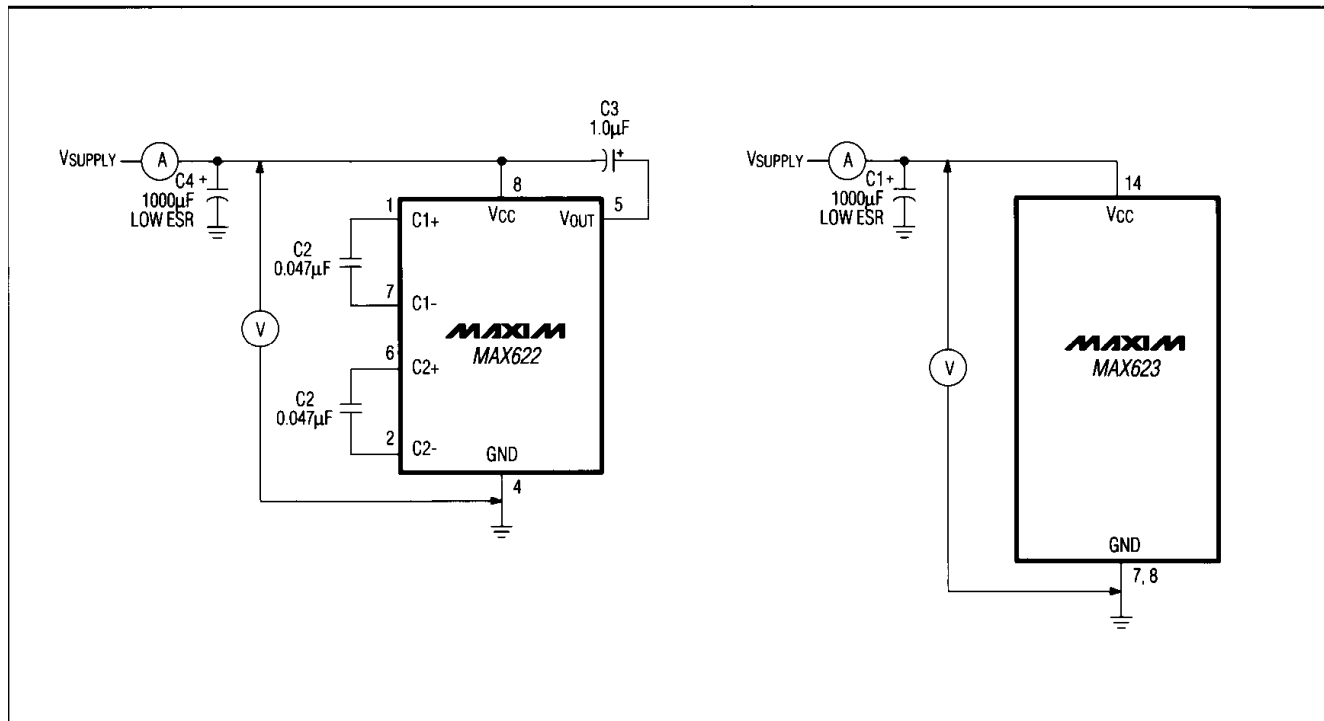 VSUPPLY
A
C4 +
1000µF
LOW ESR
C3
1.0µF
+
8
VCC
VOUT
5
1
C1+
C2
0.047µF
7
C1-
V
MAXIM
MAX622
6
C2+
C2
0.047µF
2
C2-
GND
4
VSUPPLY
A
C1+
1000µF
LOW ESR
14
VCC
V
MAXIM
MAX623
GND
7, 8